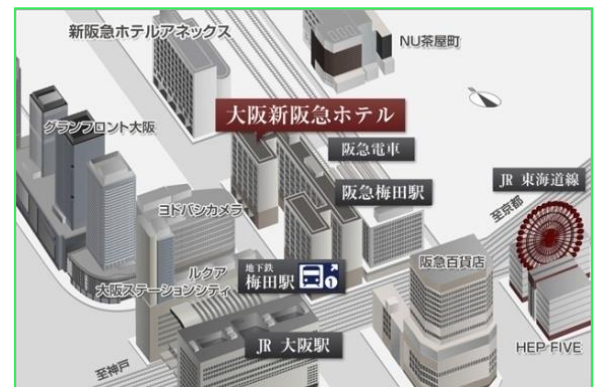 新阪急ホテルアネックス
NU茶屋町
大阪新阪急ホテル
グランフロント大阪
阪急電車
JR 東海道線
阪急梅田駅
ヨドバシカメラ
至京都
阪急百貨店
ルクア
大阪ステーションシティ
地下鉄
梅田駅
1
JR 大阪駅
HEP FIVE
至神戸